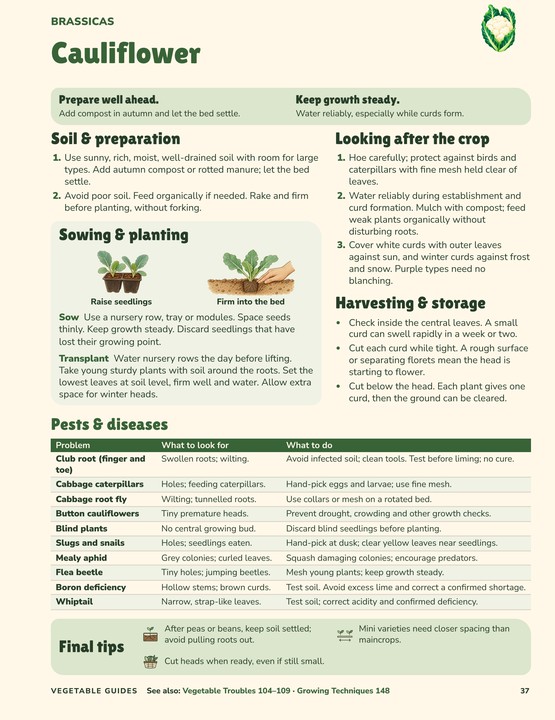 BRASSICAS
Cauliflower
Prepare well ahead.
Add compost in autumn and let the bed settle.
Keep growth steady.
Water reliably, especially while curds form.
Soil & preparation
1. Use sunny, rich, moist, well-drained soil with room for large
types. Add autumn compost or rotted manure; let the bed
settle.
2. Avoid poor soil. Feed organically if needed. Rake and firm
before planting, without forking.
Sowing & planting
Raise seedlings
Firm into the bed
Sow Use a nursery row, tray or modules. Space seeds
thinly. Keep growth steady. Discard seedlings that have
lost their growing point.
Transplant Water nursery rows the day before lifting.
Take young sturdy plants with soil around the roots. Set the
lowest leaves at soil level, firm well and water. Allow extra
space for winter heads.
Looking after the crop
1. Hoe carefully; protect against birds and
caterpillars with fine mesh held clear of
leaves.
2. Water reliably during establishment and
curd formation. Mulch with compost; feed
weak plants organically without
disturbing roots.
3. Cover white curds with outer leaves
against sun, and winter curds against frost
and snow. Purple types need no
blanching.
Harvesting & storage
• Check inside the central leaves. A small
curd can swell rapidly in a week or two.
• Cut each curd while tight. A rough surface
or separating florets mean the head is
starting to flower.
• Cut below the head. Each plant gives one
curd, then the ground can be cleared.
Pests & diseases
Problem What to look for What to do
Club root (finger and
toe) Swollen roots; wilting. Avoid infected soil; clean tools. Test before liming; no cure.
Cabbage caterpillars Holes; feeding caterpillars. Hand-pick eggs and larvae; use fine mesh.
Cabbage root fly Wilting; tunnelled roots. Use collars or mesh on a rotated bed.
Button cauliflowers Tiny premature heads. Prevent drought, crowding and other growth checks.
Blind plants No central growing bud. Discard blind seedlings before planting.
Slugs and snails Holes; seedlings eaten. Hand-pick at dusk; clear yellow leaves near seedlings.
Mealy aphid Grey colonies; curled leaves. Squash damaging colonies; encourage predators.
Flea beetle Tiny holes; jumping beetles. Mesh young plants; keep growth steady.
Boron deficiency Hollow stems; brown curds. Test soil. Avoid excess lime and correct a confirmed shortage.
Whiptail Narrow, strap-like leaves. Test soil; correct acidity and confirmed deficiency.
Final tips
After peas or beans, keep soil settled;
avoid pulling roots out.
Mini varieties need closer spacing than
maincrops.
Cut heads when ready, even if still small.
VEGETABLE GUIDES See also: Vegetable Troubles 104–109 · Growing Techniques 148 37